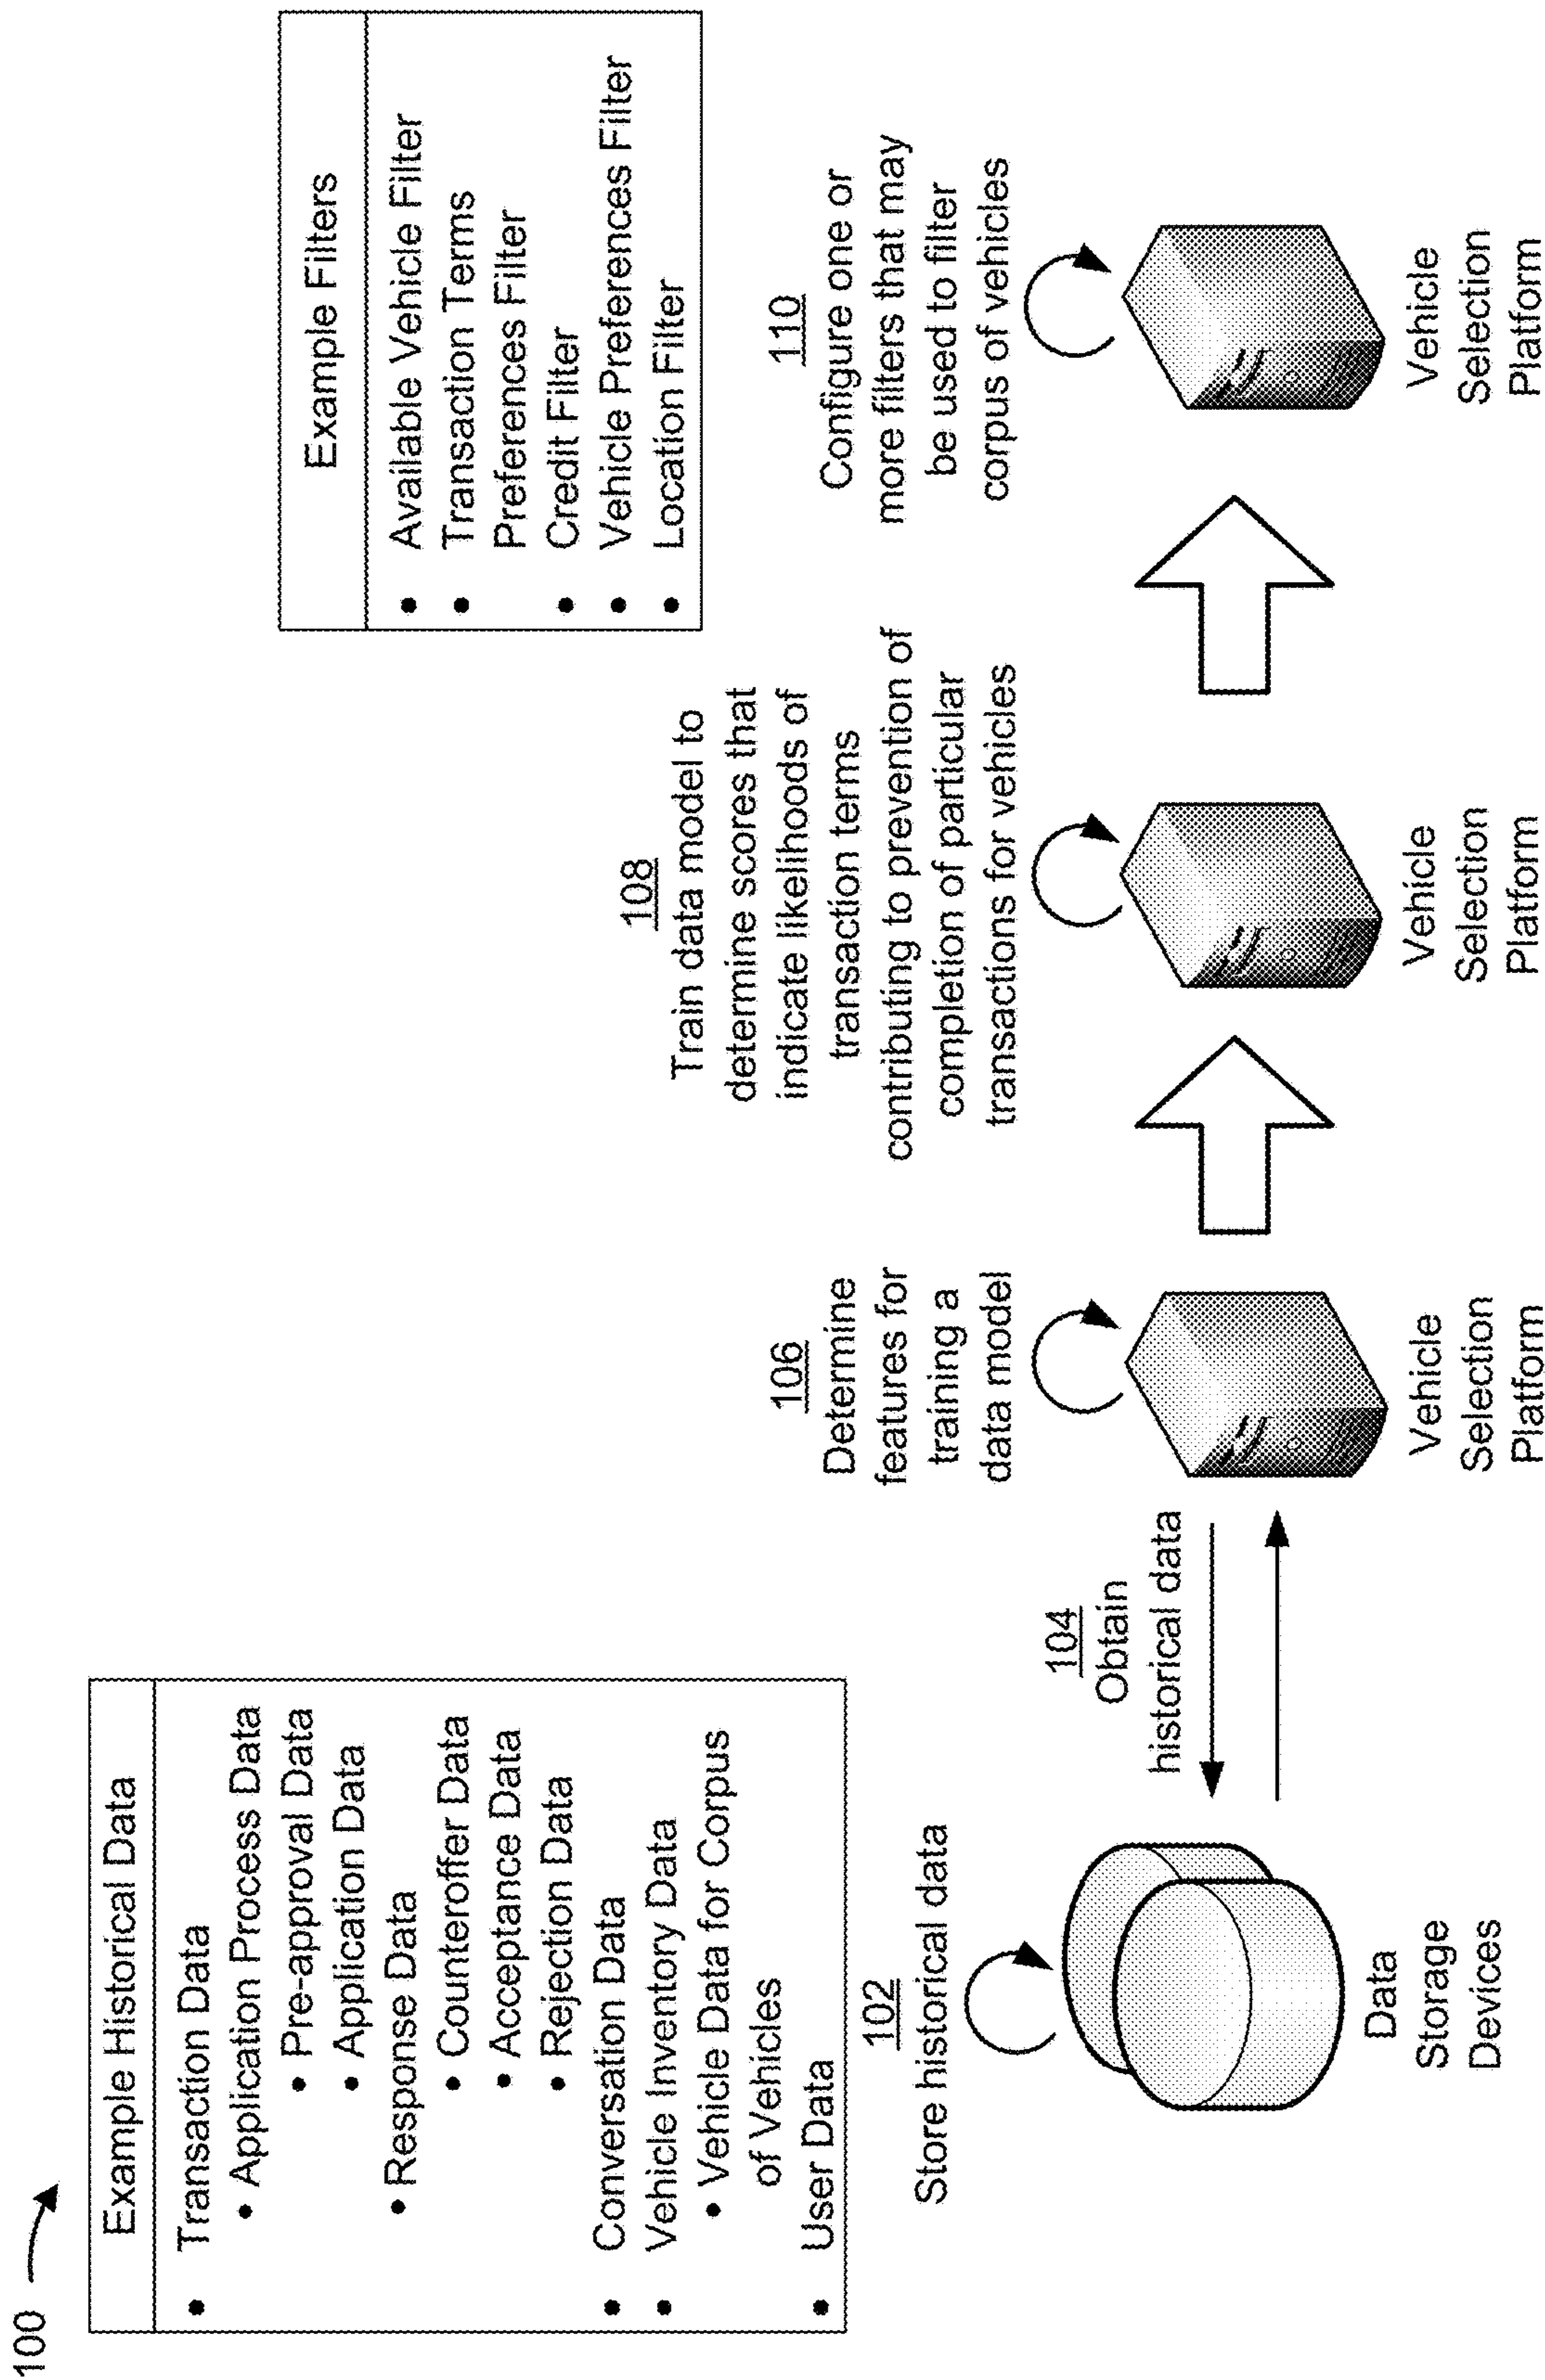 100
Example Historical Data
• Transaction Data
• Application Process Data
• Pre-approval Data
• Application Data
• Response Data
• Counteroffer Data
• Acceptance Data
• Rejection Data
• Conversation Data
• Vehicle Inventory Data
• Vehicle Data for Corpus
of Vehicles
• User Data
102
Store historical data
Data
Storage
Devices
104
Obtain
historical data
106
Determine
features for
training a
data model
Vehicle
Selection
Platform
108
Train data model to
determine scores that
indicate likelihoods of
transaction terms
contributing to prevention of
completion of particular
transactions for vehicles
Vehicle
Selection
Platform
Example Filters
• Available Vehicle Filter
• Transaction Terms
Preferences Filter
• Credit Filter
• Vehicle Preferences Filter
• Location Filter
110
Configure one or
more filters that may
be used to filter
corpus of vehicles
Vehicle
Selection
Platform